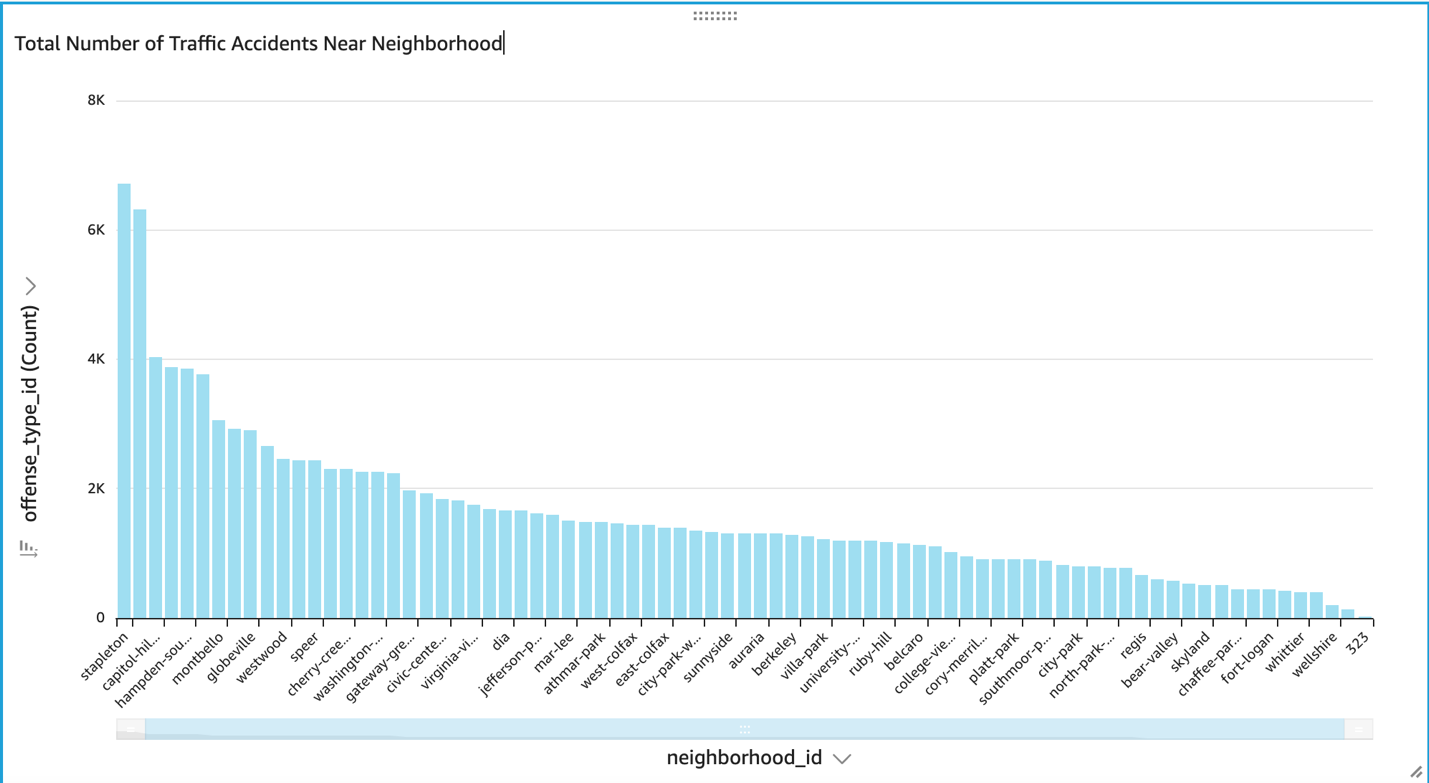 Total Number of Traffic Accidents Near Neighborhood
8K
6K
4K
2K
0
offense_type_id (Count)
stapleton
capitol-hil...
hampden-sou...
montbello
globeville
westwood
speer
cherry-cree...
washington-...
gateway-gre...
civic-cente...
virginia-vi...
dia
jefferson-p...
mar-lee
athmar-park
west-colfax
east-colfax
city-park-w...
sunnyside
auraria
berkeley
villa-park
university-...
ruby-hill
belcaro
college-vie...
cory-merril...
platt-park
southmoor-p...
city-park
north-park-...
regis
bear-valley
skyland
chaffee-par...
fort-logan
whittier
wellshire
323
neighborhood_id